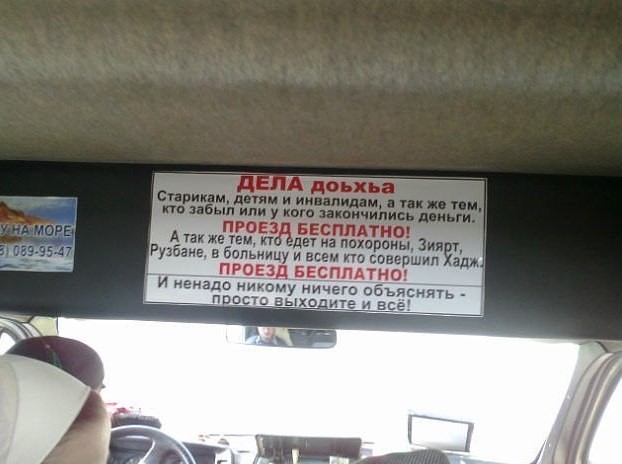 ДЕЛА доьхьа
Старикам, детям и инвалидам, а так же тем,
кто забыл или у кого закончились деньги.
ПРОЕЗД БЕСПЛАТНО!
А так же тем, кто едет на похороны, Зиярт,
Рузбане, в больницу и всем кто совершил Хадж.
ПРОЕЗД БЕСПЛАТНО!
И ненадо никому ничего объяснять -
просто выходите и всё!
У НА МОРЕ
8) 089-95-47